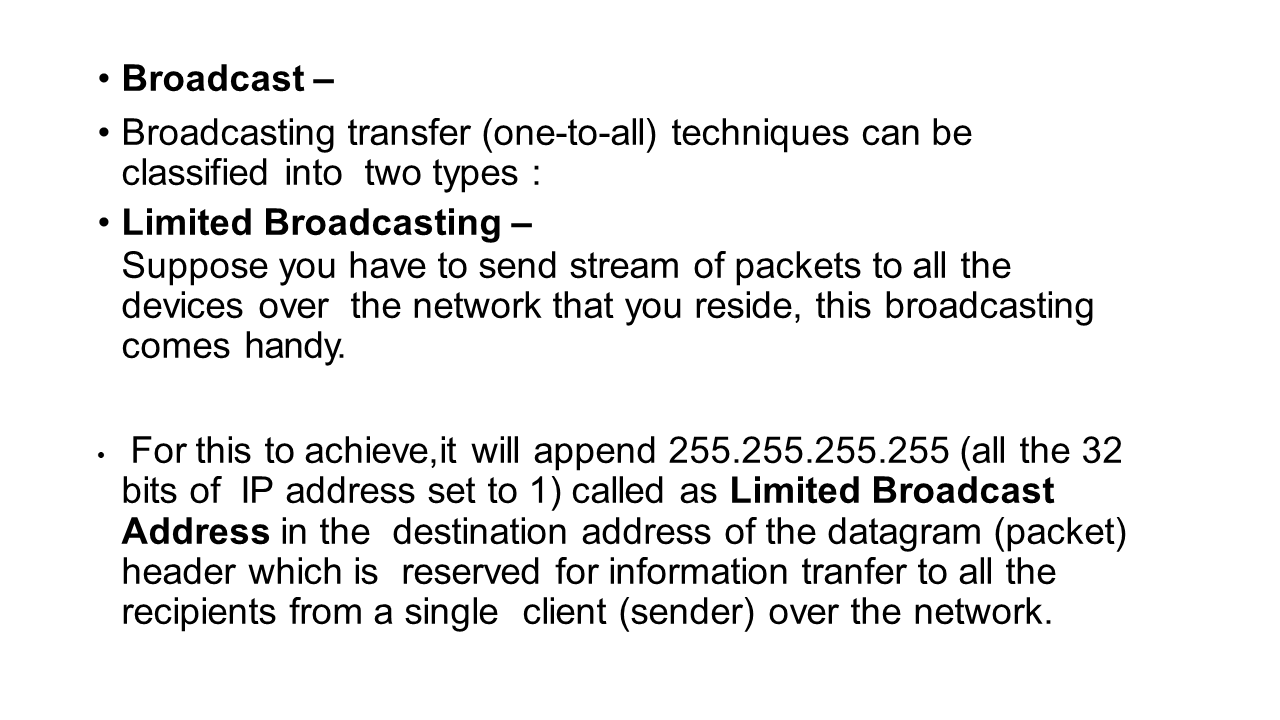 • Broadcast –
• Broadcasting transfer (one-to-all) techniques can be
classified into  two types :
• Limited Broadcasting –
Suppose you have to send stream of packets to all the
devices over  the network that you reside, this broadcasting
comes handy.
•  For this to achieve,it will append 255.255.255.255 (all the 32
bits of  IP address set to 1) called as Limited Broadcast
Address in the  destination address of the datagram (packet)
header which is  reserved for information tranfer to all the
recipients from a single  client (sender) over the network.